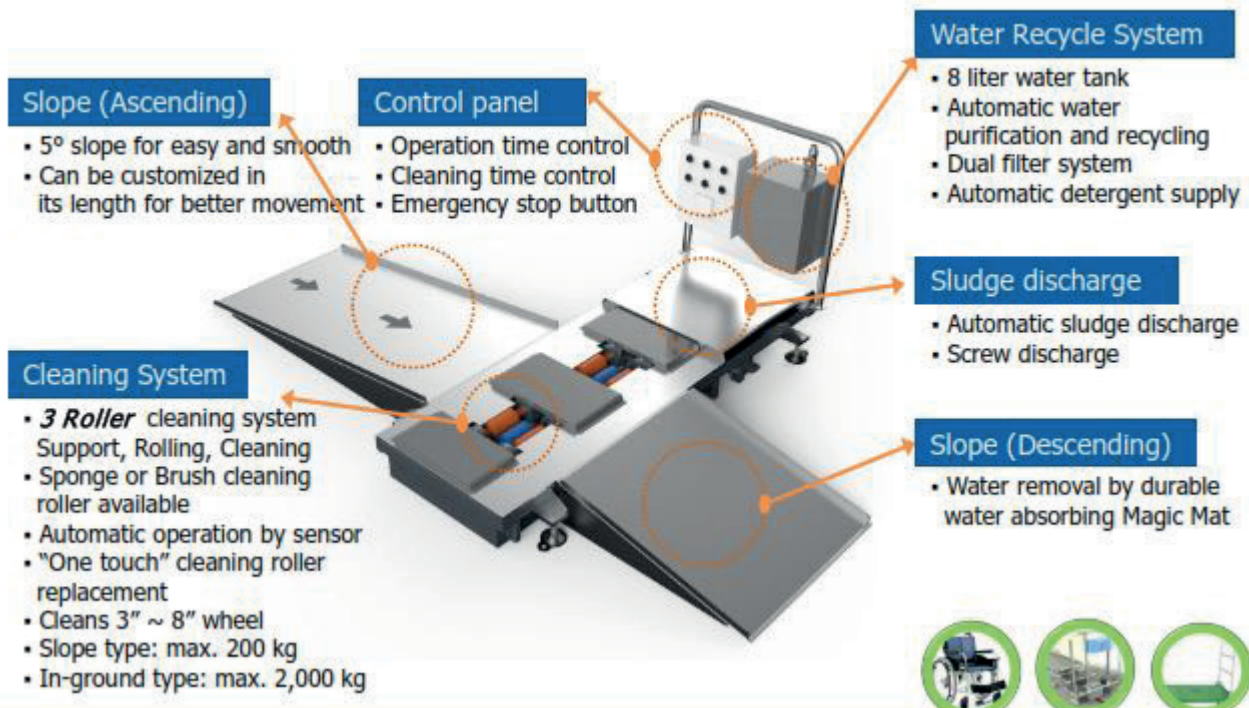 Water Recycle System
▪ 8 liter water tank
▪ Automatic water
purification and recycling
▪ Dual filter system
▪ Automatic detergent supply
Slope (Ascending)
▪ 5° slope for easy and smooth
▪ Can be customized in
its length for better movement
Control panel
▪ Operation time control
▪ Cleaning time control
▪ Emergency stop button
Sludge discharge
▪ Automatic sludge discharge
▪ Screw discharge
Cleaning System
▪ 3 Roller cleaning system
Support, Rolling, Cleaning
▪ Sponge or Brush cleaning
roller available
▪ Automatic operation by sensor
▪ “One touch” cleaning roller
replacement
▪ Cleans 3” ~ 8” wheel
▪ Slope type: max. 200 kg
▪ In-ground type: max. 2,000 kg
Slope (Descending)
▪ Water removal by durable
water absorbing Magic Mat